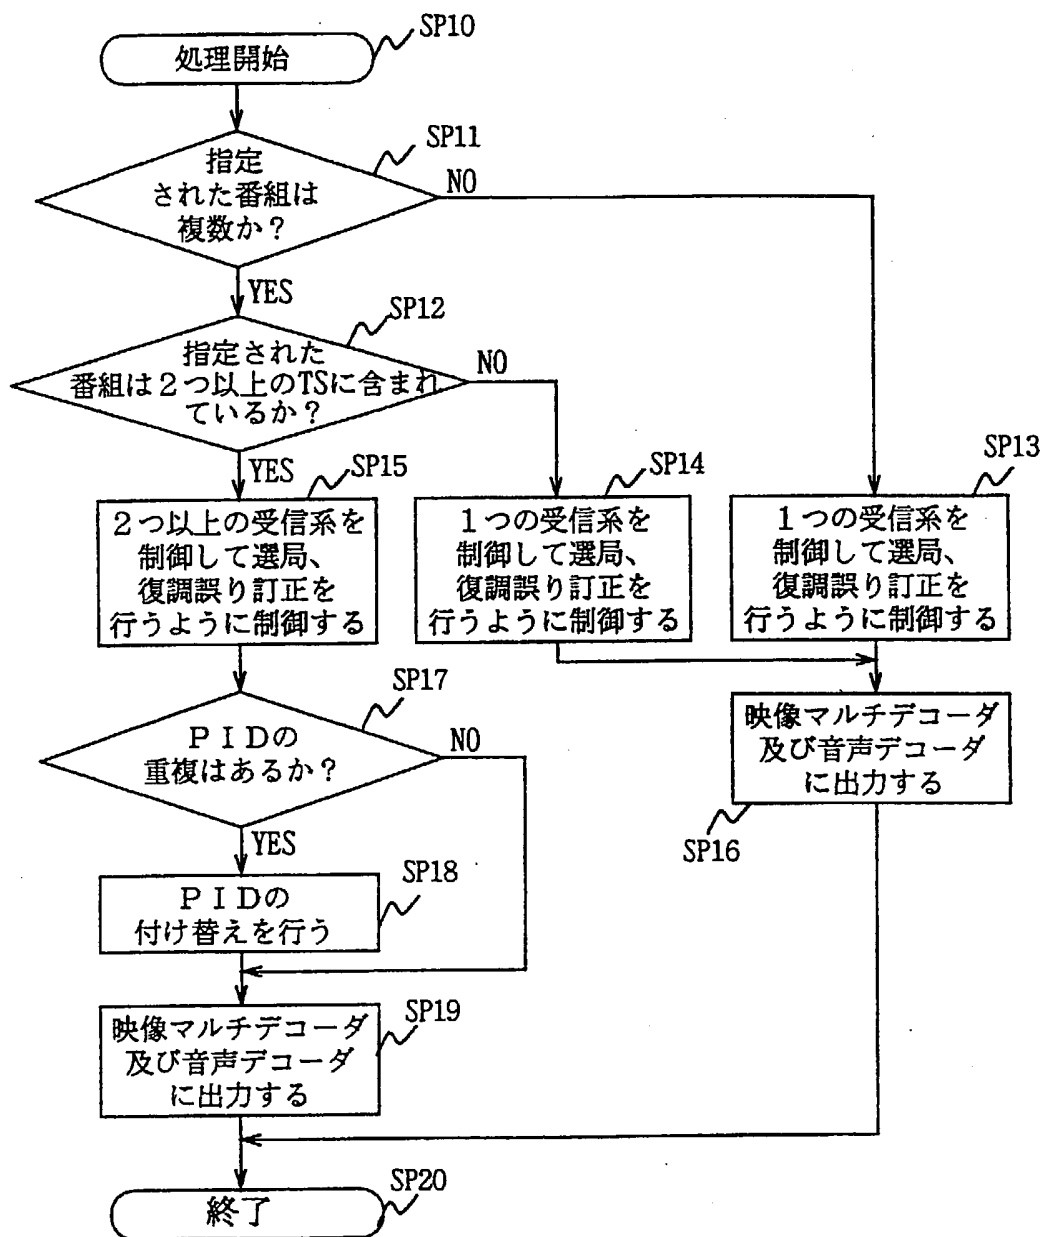 SP10
処理開始
SP11
指定
された番組は
複数か？
NO
YES
SP12
指定された
番組は２つ以上のTSに含まれ
ているか？
NO
YES
SP15
２つ以上の受信系を
制御して選局、
復調誤り訂正を
行うように制御する
SP14
１つの受信系を
制御して選局、
復調誤り訂正を
行うように制御する
SP13
１つの受信系を
制御して選局、
復調誤り訂正を
行うように制御する
SP17
ＰＩＤの
重複はあるか？
NO
YES
映像マルチデコーダ
及び音声デコーダ
に出力する
SP16
SP18
ＰＩＤの
付け替えを行う
SP19
映像マルチデコーダ
及び音声デコーダ
に出力する
SP20
終了